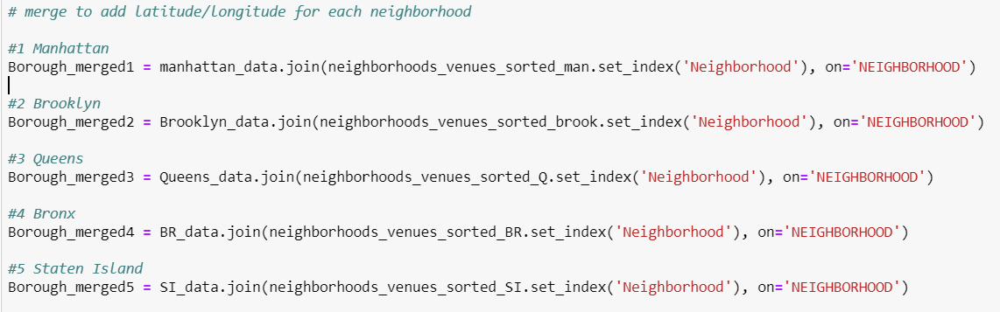 # merge to add latitude/longitude for each neighborhood
#1 Manhattan
Borough_merged1 = manhattan_data.join(neighborhoods_venues_sorted_man.set_index('Neighborhood'), on='NEIGHBORHOOD')
#2 Brooklyn
Borough_merged2 = Brooklyn_data.join(neighborhoods_venues_sorted_brook.set_index('Neighborhood'), on='NEIGHBORHOOD')
#3 Queens
Borough_merged3 = Queens_data.join(neighborhoods_venues_sorted_Q.set_index('Neighborhood'), on='NEIGHBORHOOD')
#4 Bronx
Borough_merged4 = BR_data.join(neighborhoods_venues_sorted_BR.set_index('Neighborhood'), on='NEIGHBORHOOD')
#5 Staten Island
Borough_merged5 = SI_data.join(neighborhoods_venues_sorted_SI.set_index('Neighborhood'), on='NEIGHBORHOOD')